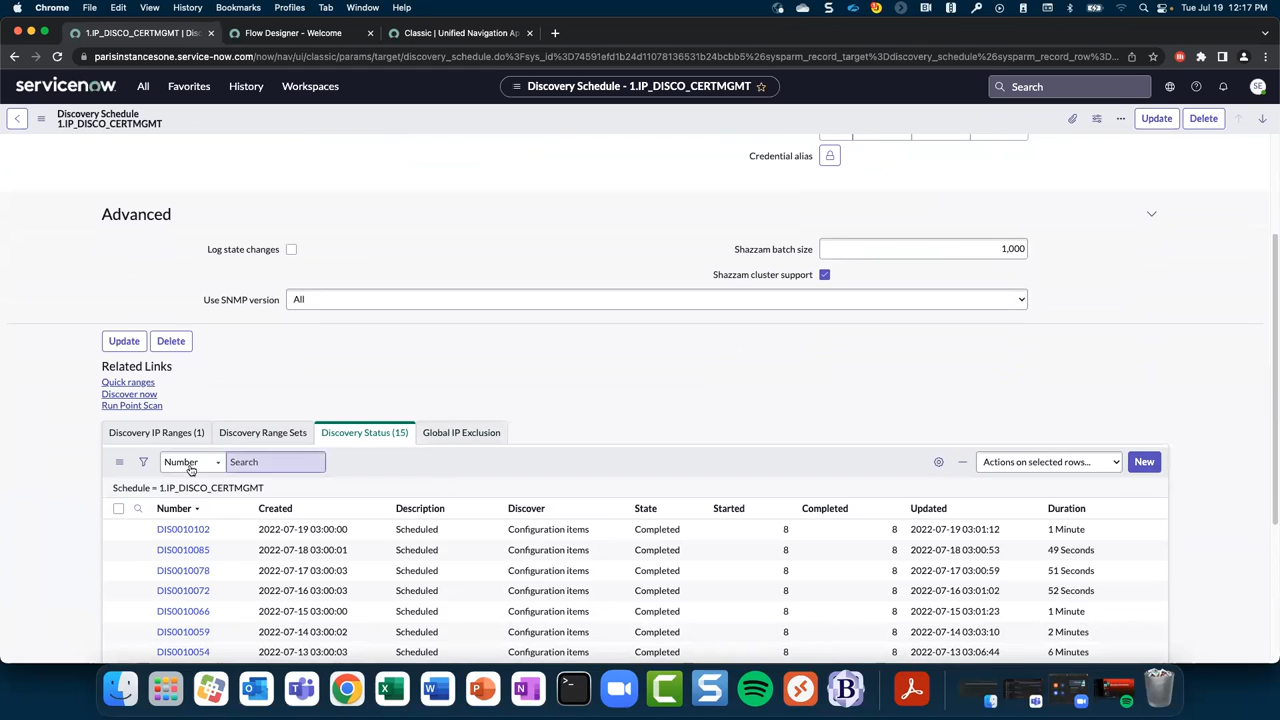 Chrome File Edit View History Bookmarks Profiles Tab Window Help Tue Jul 19 12:17 PM
1.IP_DISCO_CERTMGMT | Disc Flow Designer - Welcome Classic | Unified Navigation Ap
parisinstancesone.service-now.com/now/nav/ui/classic/params/target/discovery_schedule.do%3Fsys_id%3D74591efd1b24d11078136531b24bcbb5%26sysparm_record_target%3Ddiscovery_schedule%26sysparm_record_row%3D...
servicenow All Favorites History Workspaces Discovery Schedule - 1.IP_DISCO_CERTMGMT Search SE
Discovery Schedule
1.IP_DISCO_CERTMGMT
Update Delete
Credential alias
Advanced
Log state changes Shazzam batch size 1,000
Shazzam cluster support
Use SNMP version All
Update Delete
Related Links
Quick ranges
Discover now
Run Point Scan
Discovery IP Ranges (1) Discovery Range Sets Discovery Status (15) Global IP Exclusion
Number Search Actions on selected rows... New
Schedule = 1.IP_DISCO_CERTMGMT
Number Created Description Discover State Started Completed Updated Duration
DIS0010102 2022-07-19 03:00:00 Scheduled Configuration items Completed 8 8 2022-07-19 03:01:12 1 Minute
DIS0010085 2022-07-18 03:00:01 Scheduled Configuration items Completed 8 8 2022-07-18 03:00:53 49 Seconds
DIS0010078 2022-07-17 03:00:03 Scheduled Configuration items Completed 8 8 2022-07-17 03:00:59 51 Seconds
DIS0010072 2022-07-16 03:00:03 Scheduled Configuration items Completed 8 8 2022-07-16 03:01:02 52 Seconds
DIS0010066 2022-07-15 03:00:00 Scheduled Configuration items Completed 8 8 2022-07-15 03:01:23 1 Minute
DIS0010059 2022-07-14 03:00:02 Scheduled Configuration items Completed 8 8 2022-07-14 03:03:10 2 Minutes
DIS0010054 2022-07-13 03:00:03 Scheduled Configuration items Completed 8 8 2022-07-13 03:06:44 6 Minutes